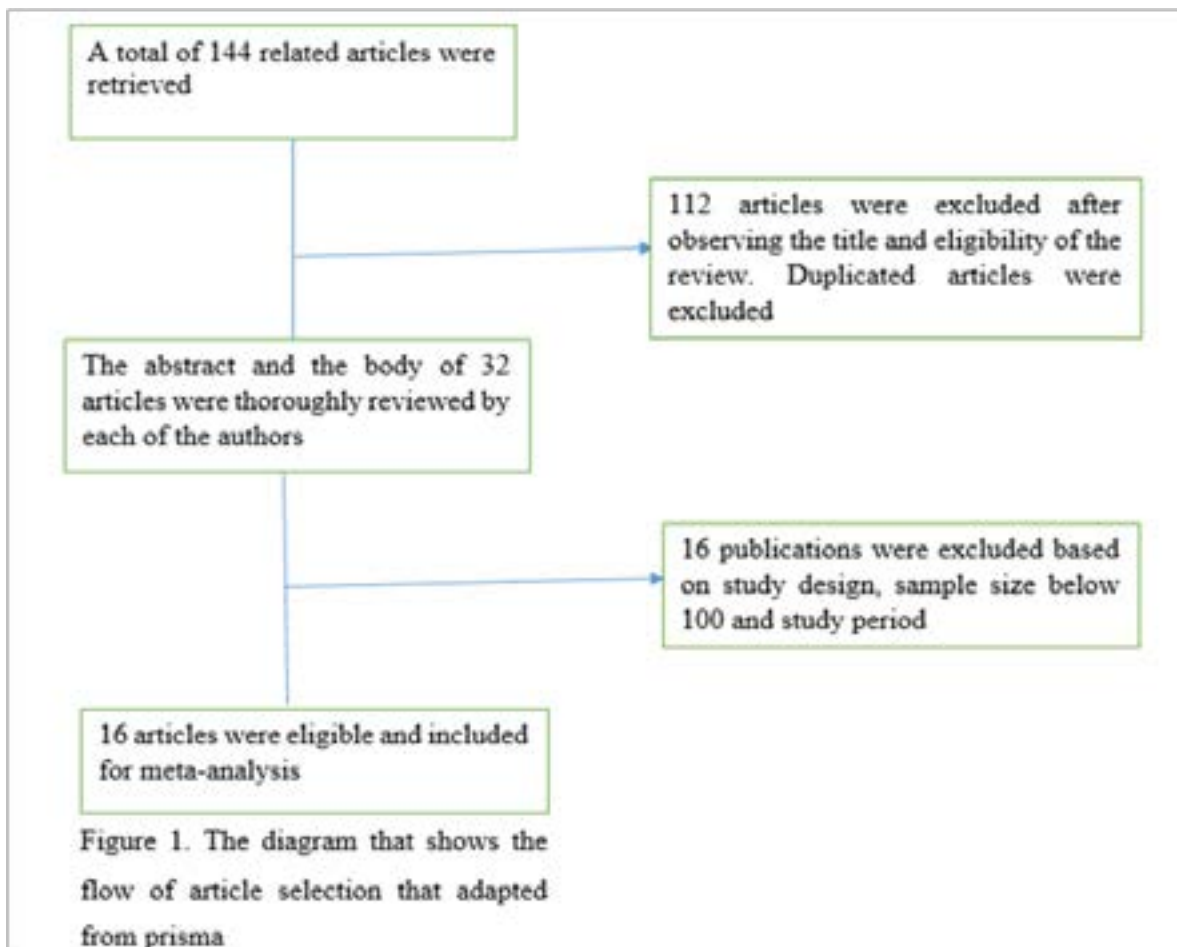 A total of 144 related articles were
retrieved
112 articles were excluded after
observing the title and eligibility of the
review. Duplicated articles were
excluded
The abstract and the body of 32
articles were thoroughly reviewed by
each of the authors
16 publications were excluded based
on study design, sample size below
100 and study period
16 articles were eligible and included
for meta-analysis
Figure 1. The diagram that shows the
flow of article selection that adapted
from prisma